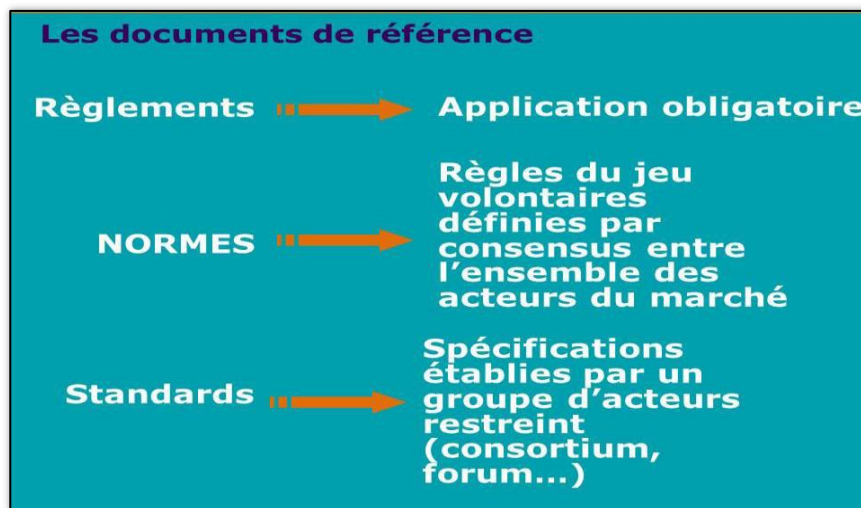 Les documents de référence
Règlements
Application obligatoire
NORMES
Règles du jeu
volontaires
définies par
consensus entre
l'ensemble des
acteurs du marché
Standards
Spécifications
établies par un
groupe d'acteurs
restreint
(consortium,
forum...)